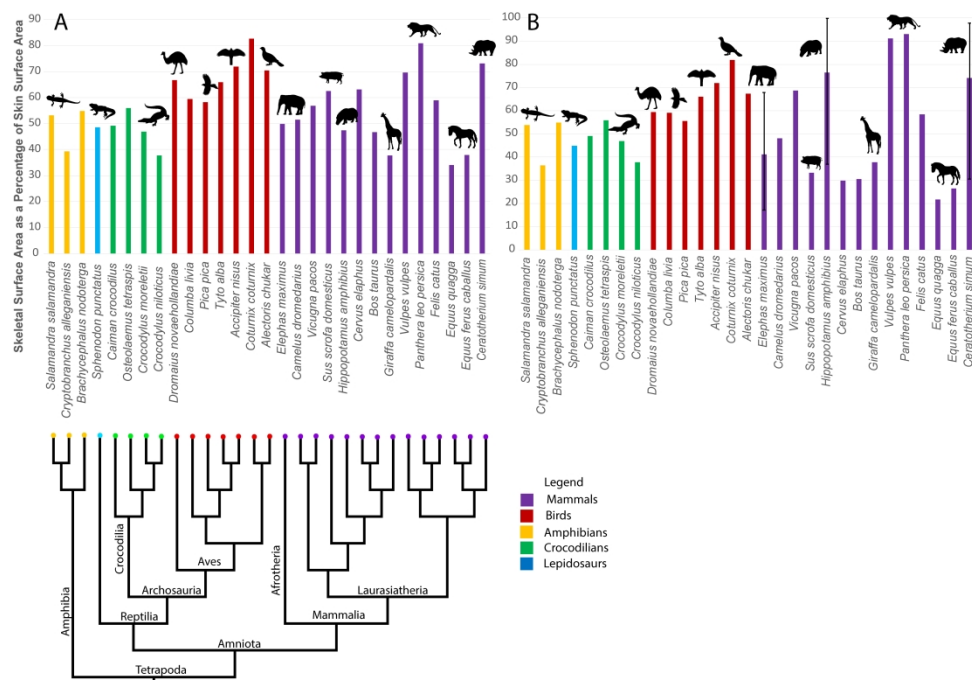 A
B
Skeletal Surface Area as a Percentage of Skin Surface Area
90
80
70
60
50
40
30
20
10
0
100
90
80
70
60
50
40
30
20
10
0
Salamandra salamandra
Cryptobranchus alleganiensis
Brachycephalus nodoterga
Sphenodon punctatus
Caiman crocodilus
Osteolaemus tetraspis
Crocodylus moreletii
Crocodylus niloticus
Dromaius novaehollandiae
Columba livia
Pica pica
Tyto alba
Accipiter nisus
Coturnix coturnix
Alectoris chukar
Elephas maximus
Camelus dromedarius
Vicugna pacos
Sus scrofa domesticus
Hippopotamus amphibius
Cervus elaphus
Bos taurus
Giraffa camelopardalis
Vulpes vulpes
Panthera leo persica
Felis catus
Equus quagga
Equus ferus caballus
Ceratotherium simum
Salamandra salamandra
Cryptobranchus alleganiensis
Brachycephalus nodoterga
Sphenodon punctatus
Caiman crocodilus
Osteolaemus tetraspis
Crocodylus moreletii
Crocodylus niloticus
Dromaius novaehollandiae
Columba livia
Pica pica
Tyto alba
Accipiter nisus
Coturnix coturnix
Alectoris chukar
Elephas maximus
Camelus dromedarius
Vicugna pacos
Sus scrofa domesticus
Hippopotamus amphibius
Cervus elaphus
Bos taurus
Giraffa camelopardalis
Vulpes vulpes
Panthera leo persica
Felis catus
Equus quagga
Equus ferus caballus
Ceratotherium simum
Crocodilia
Aves
Afrotheria
Archosauria
Laurasiatheria
Amphibia
Reptilia
Mammalia
Amniota
Tetrapoda
Legend
Mammals
Birds
Amphibians
Crocodilians
Lepidosaurs